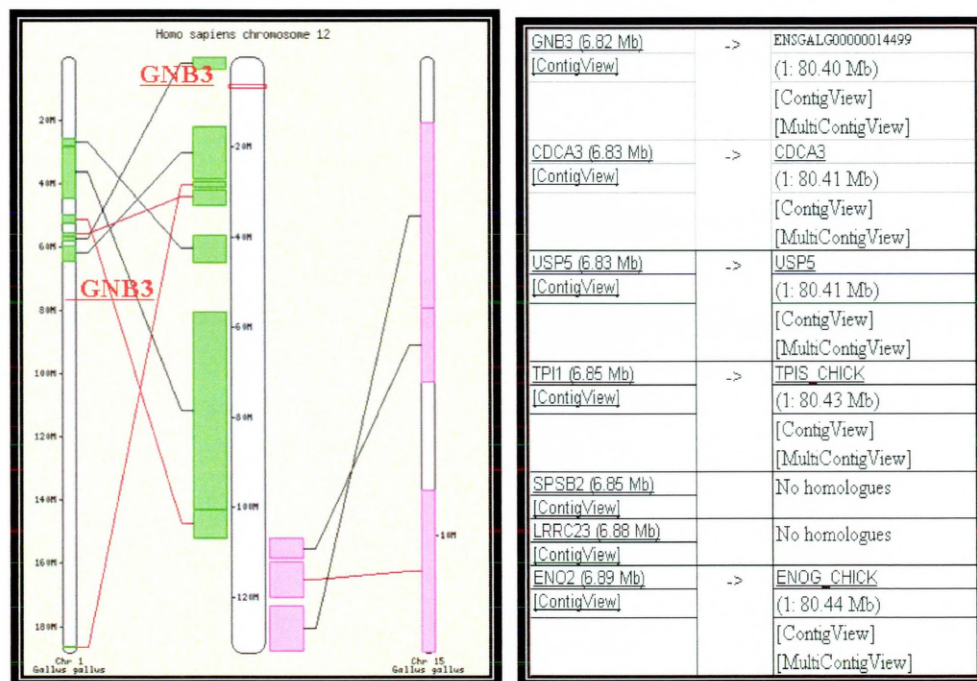 Homo sapiens chromosome 12
GNB3
20M
40M
60M
80M
100M
120M
140M
160M
180M
GNB3
20M
40M
60M
80M
100M
120M
10M
Chr 1
Gallus gallus
Chr 15
Gallus gallus
GNB3 (6.82 Mb) -> ENSGALG00000014499
[ContigView] (1: 80.40 Mb)
[ContigView]
[MultiContigView]
CDCA3 (6.83 Mb) -> CDCA3
[ContigView] (1: 80.41 Mb)
[ContigView]
[MultiContigView]
USP5 (6.83 Mb) -> USP5
[ContigView] (1: 80.41 Mb)
[ContigView]
[MultiContigView]
TPI1 (6.85 Mb) -> TPIS_CHICK
[ContigView] (1: 80.43 Mb)
[ContigView]
[MultiContigView]
SPSB2 (6.85 Mb) No homologues
[ContigView]
LRRC23 (6.88 Mb) No homologues
[ContigView]
ENO2 (6.89 Mb) -> ENOG_CHICK
[ContigView] (1: 80.44 Mb)
[ContigView]
[MultiContigView]